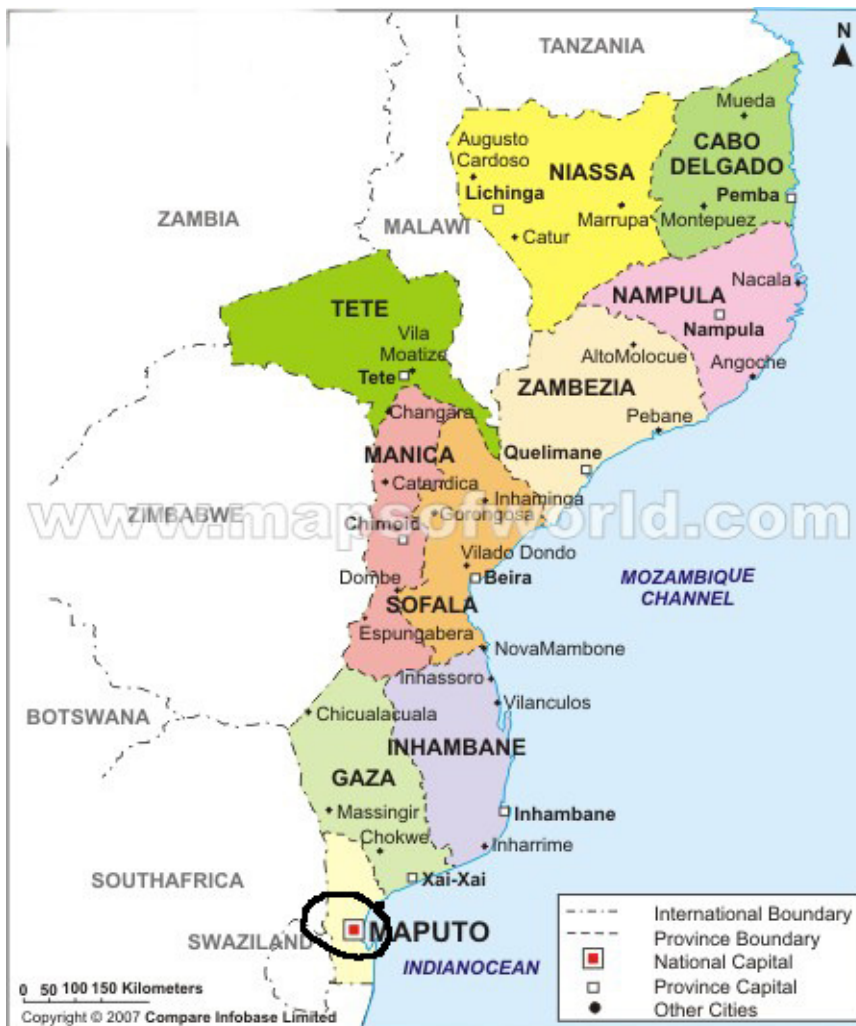 N
TANZANIA
Mueda
Augusto
Cardoso
CABO
DELGADO
NIASSA
Lichinga
Pemba
ZAMBIA
MALAWI
Marrupa
Montepuez
Catur
Nacala
NAMPULA
TETE
Nampula
Vila
Moatize
AltoMolocue
Angoche
Tete
ZAMBEZIA
Changara
Pebane
MANICA
Quelimane
Catandica
Inhaminga
www.mapsofworld.com
ZIMBABWE
Gorongosa
Chimoio
Vilado Dondo
Dombe
Beira
MOZAMBIQUE
CHANNEL
SOFALA
Espungabera
NovaMambone
Inhassoro
Vilanculos
BOTSWANA
Chicualacuala
INHAMBANE
GAZA
Massingir
Inhambane
Chokwe
Inharrime
SOUTHAFRICA
Xai-Xai
MAPUTO
SWAZILAND
INDIANOCEAN
International Boundary
Province Boundary
National Capital
Province Capital
Other Cities
0 50 100 150 Kilometers
Copyright © 2007 Compare Infobase Limited